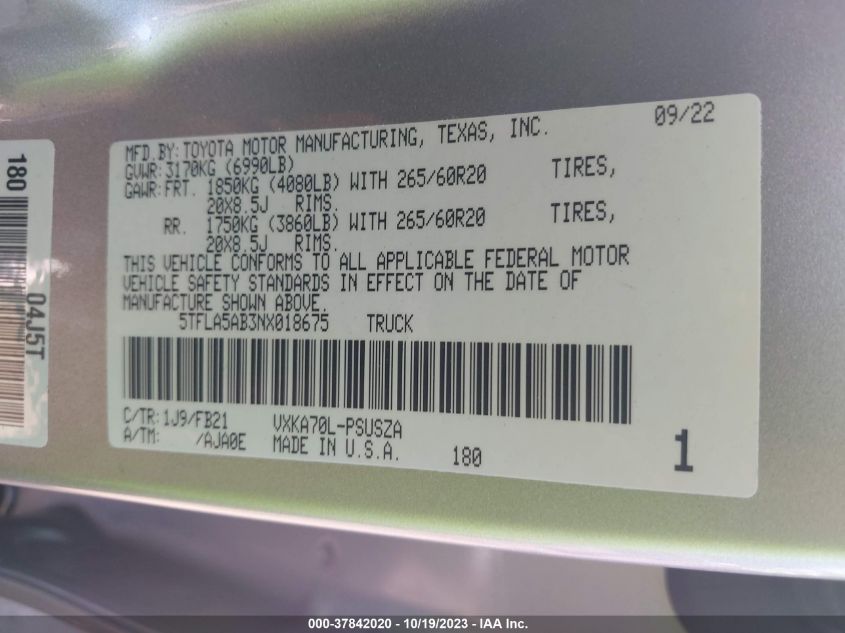 180
04J5T
09/22
MFD.BY:TOYOTA MOTOR MANUFACTURING, TEXAS, INC.
GVWR:3170KG (6990LB)
GAWR:FRT. 1850KG (4080LB) WITH 265/60R20 TIRES,
20X8.5J RIMS.
RR. 1750KG (3860LB) WITH 265/60R20 TIRES,
20X8.5J RIMS.
THIS VEHICLE CONFORMS TO ALL APPLICABLE FEDERAL MOTOR
VEHICLE SAFETY STANDARDS IN EFFECT ON THE DATE OF
MANUFACTURE SHOWN ABOVE.
5TFLA5AB3NX018675 TRUCK
C/TR:1J9/FB21 VXKA70L-PSUSZA
A/TM: /AJA0E MADE IN U.S.A. 180 1
000-37842020 - 10/19/2023 - IAA Inc.